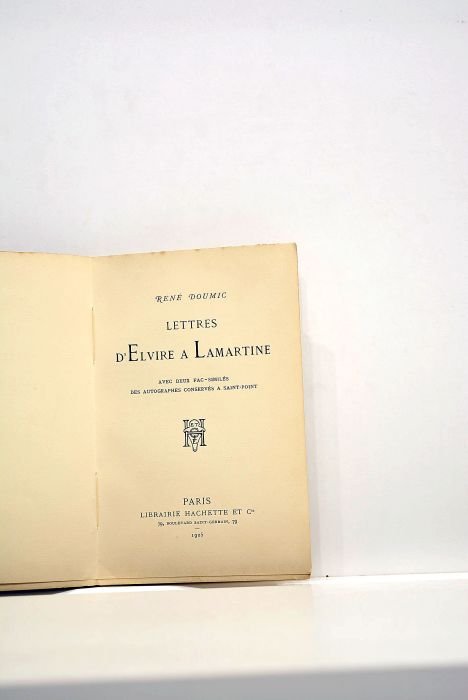 RENÉ DOUMIC
LETTRES
D'ELVIRE A LAMARTINE
AVEC DEUX FAC-SIMILÉS
DES AUTOGRAPHES CONSERVÉS A SAINT-POINT
PARIS
LIBRAIRIE HACHETTE ET Cie
79, BOULEVARD SAINT-GERMAIN, 79
1905